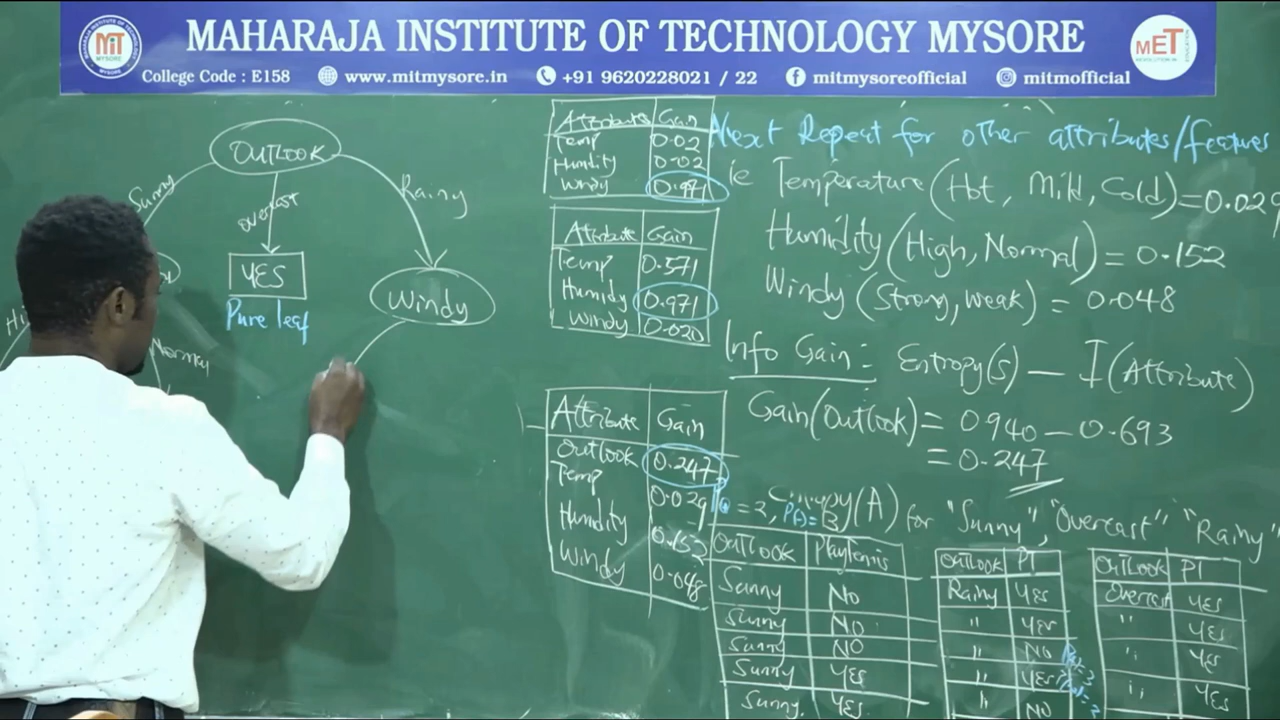 MAHARAJA INSTITUTE OF TECHNOLOGY MYSORE
College Code : E158 www.mitmysore.in +91 9620228021 / 22 mitmysoreofficial mitmofficial
MIT
MYSORE
MET
OUTLOOK
Sunny
overcast
Rainy
YES
Pure leaf
Windy
Hi
Normal
Attribute Gain
Temp 0.02
Humidity 0.02
Windy 0.971
Attribute Gain
Temp 0.571
Humidy 0.971
Windy 0.020
Attribute Gain
Outlook 0.247
Temp 0.029
Humidity 0.152
Windy 0.048
Next Repeat for other attributes/features
ie Temperature (Hot, Mild, Cold) = 0.029
Humidity (High, Normal) = 0.152
Windy (Strong, weak) = 0.048
Info Gain: Entropy(S) — I(Attribute)
Gain(Outlook) = 0.940 — 0.693
= 0.247
(A) for "Sunny", "Overcast" "Rainy"
OUTLOOK PlayTennis
Sunny NO
Sunny NO
Sunny NO
Sunny YES
Sunny. YES
OUTLOOK PT
Rainy YES
" YES
" NO
" YES
" NO
OUTLOOK PT
Overcast YES
" YES
" YES
" YES